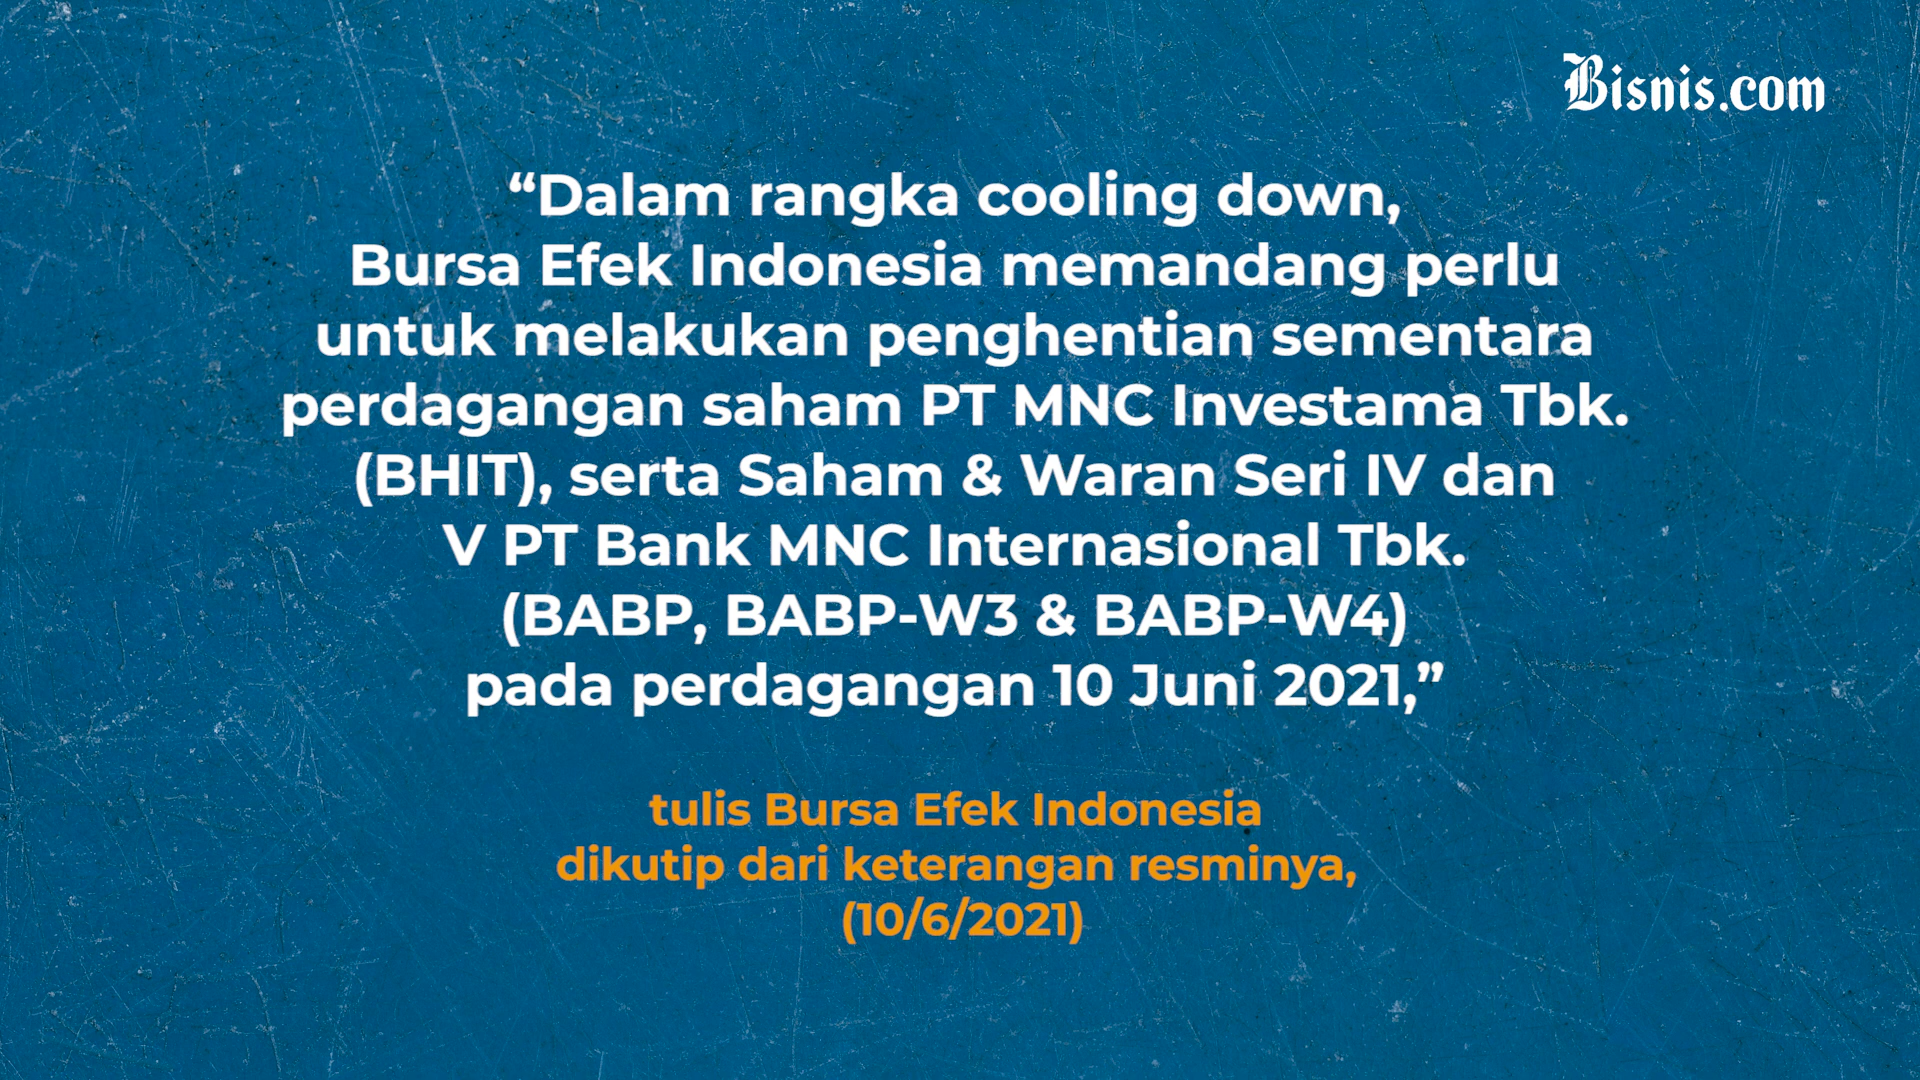 Bisnis.com
“Dalam rangka cooling down,
Bursa Efek Indonesia memandang perlu
untuk melakukan penghentian sementara
perdagangan saham PT MNC Investama Tbk.
(BHIT), serta Saham & Waran Seri IV dan
V PT Bank MNC Internasional Tbk.
(BABP, BABP-W3 & BABP-W4)
pada perdagangan 10 Juni 2021,”
tulis Bursa Efek Indonesia
dikutip dari keterangan resminya,
(10/6/2021)